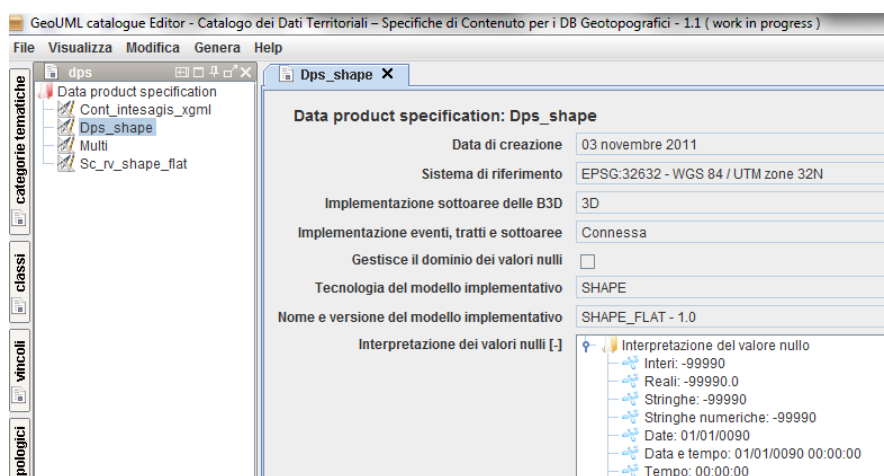 GeoUML catalogue Editor - Catalogo dei Dati Territoriali – Specifiche di Contenuto per i DB Geotopografici - 1.1 ( work in progress )
File Visualizza Modifica Genera Help
dps
Data product specification
Cont_intesagis_xgml
Dps_shape
Multi
Sc_rv_shape_flat
categorie tematiche
classi
vincoli
pologici
Dps_shape X
Data product specification: Dps_shape
Data di creazione 03 novembre 2011
Sistema di riferimento EPSG:32632 - WGS 84 / UTM zone 32N
Implementazione sottoaree delle B3D 3D
Implementazione eventi, tratti e sottoaree Connessa
Gestisce il dominio dei valori nulli
Tecnologia del modello implementativo SHAPE
Nome e versione del modello implementativo SHAPE_FLAT - 1.0
Interpretazione dei valori nulli [-] Interpretazione del valore nullo
Interi: -99990
Reali: -99990.0
Stringhe: -99990
Stringhe numeriche: -99990
Date: 01/01/0090
Data e tempo: 01/01/0090 00:00:00
Tempo: 00:00:00